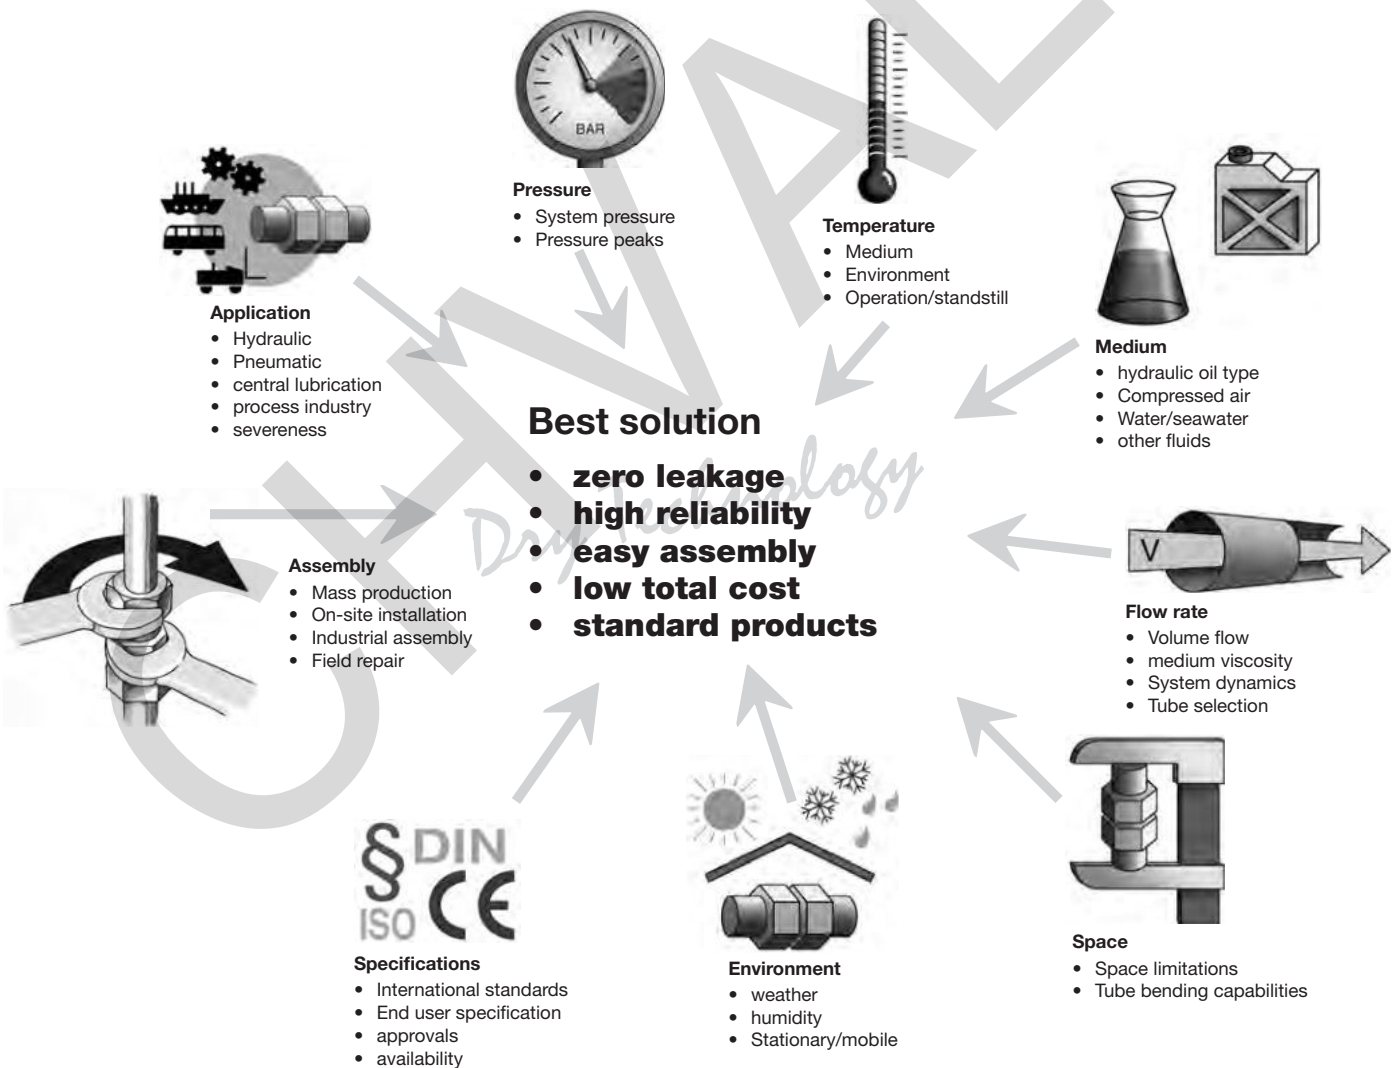 BAR
Pressure
• System pressure
• Pressure peaks
Temperature
• Medium
• Environment
• Operation/standstill
Application
• Hydraulic
• Pneumatic
• central lubrication
• process industry
• severeness
Medium
• hydraulic oil type
• Compressed air
• Water/seawater
• other fluids
Best solution
• zero leakage
• high reliability
• easy assembly
• low total cost
• standard products
CHVAL
Dry Technology
Assembly
• Mass production
• On-site installation
• Industrial assembly
• Field repair
V
Flow rate
• Volume flow
• medium viscosity
• System dynamics
• Tube selection
§ DIN
ISO CE
Specifications
• International standards
• End user specification
• approvals
• availability
Environment
• weather
• humidity
• Stationary/mobile
Space
• Space limitations
• Tube bending capabilities